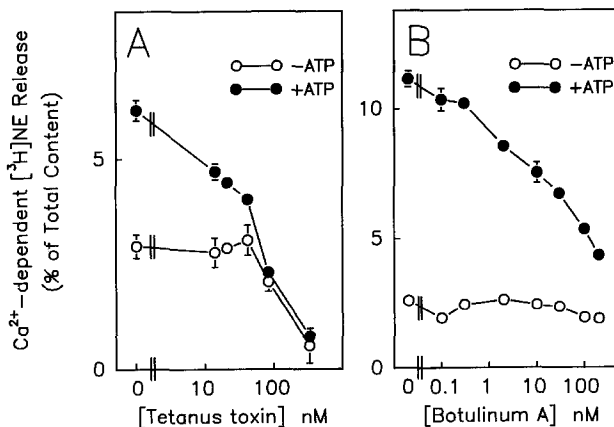 A
B
−ATP
+ATP
−ATP
+ATP
Ca²⁺−dependent [³H]NE Release
(% of Total Content)
5
0
10
5
0
0 10 100
0 0.1 1 10 100
[Tetanus toxin] nM
[Botulinum A] nM